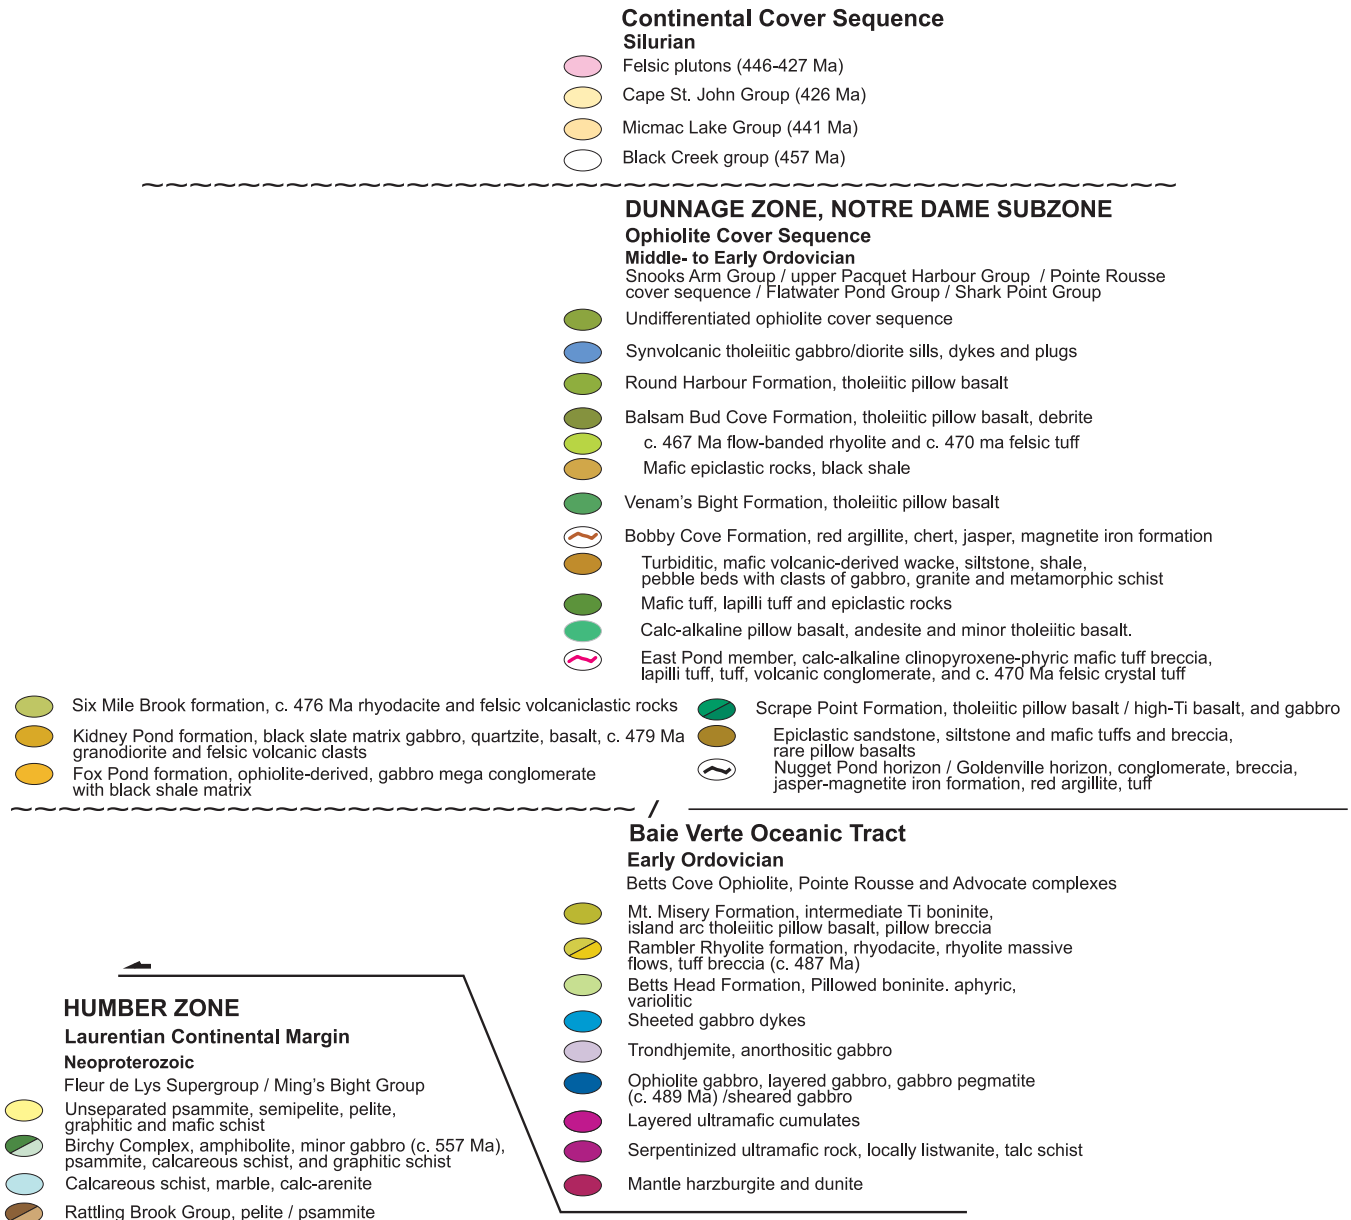 Continental Cover Sequence
Silurian
Felsic plutons (446-427 Ma)
Cape St. John Group (426 Ma)
Micmac Lake Group (441 Ma)
Black Creek group (457 Ma)
DUNNAGE ZONE, NOTRE DAME SUBZONE
Ophiolite Cover Sequence
Middle- to Early Ordovician
Snooks Arm Group / upper Pacquet Harbour Group / Pointe Rousse
cover sequence / Flatwater Pond Group / Shark Point Group
Undifferentiated ophiolite cover sequence
Synvolcanic tholeiitic gabbro/diorite sills, dykes and plugs
Round Harbour Formation, tholeiitic pillow basalt
Balsam Bud Cove Formation, tholeiitic pillow basalt, debrite
c. 467 Ma flow-banded rhyolite and c. 470 ma felsic tuff
Mafic epiclastic rocks, black shale
Venam's Bight Formation, tholeiitic pillow basalt
Bobby Cove Formation, red argillite, chert, jasper, magnetite iron formation
Turbiditic, mafic volcanic-derived wacke, siltstone, shale,
pebble beds with clasts of gabbro, granite and metamorphic schist
Mafic tuff, lapilli tuff and epiclastic rocks
Calc-alkaline pillow basalt, andesite and minor tholeiitic basalt.
East Pond member, calc-alkaline clinopyroxene-phyric mafic tuff breccia,
lapilli tuff, tuff, volcanic conglomerate, and c. 470 Ma felsic crystal tuff
Six Mile Brook formation, c. 476 Ma rhyodacite and felsic volcaniclastic rocks
Kidney Pond formation, black slate matrix gabbro, quartzite, basalt, c. 479 Ma
granodiorite and felsic volcanic clasts
Fox Pond formation, ophiolite-derived, gabbro mega conglomerate
with black shale matrix
Scrape Point Formation, tholeiitic pillow basalt / high-Ti basalt, and gabbro
Epiclastic sandstone, siltstone and mafic tuffs and breccia,
rare pillow basalts
Nugget Pond horizon / Goldenville horizon, conglomerate, breccia,
jasper-magnetite iron formation, red argillite, tuff
/
Baie Verte Oceanic Tract
Early Ordovician
Betts Cove Ophiolite, Pointe Rousse and Advocate complexes
Mt. Misery Formation, intermediate Ti boninite,
island arc tholeiitic pillow basalt, pillow breccia
Rambler Rhyolite formation, rhyodacite, rhyolite massive
flows, tuff breccia (c. 487 Ma)
Betts Head Formation, Pillowed boninite. aphyric,
variolitic
Sheeted gabbro dykes
Trondhjemite, anorthositic gabbro
Ophiolite gabbro, layered gabbro, gabbro pegmatite
(c. 489 Ma) /sheared gabbro
Layered ultramafic cumulates
Serpentinized ultramafic rock, locally listwanite, talc schist
Mantle harzburgite and dunite
HUMBER ZONE
Laurentian Continental Margin
Neoproterozoic
Fleur de Lys Supergroup / Ming's Bight Group
Unseparated psammite, semipelite, pelite,
graphitic and mafic schist
Birchy Complex, amphibolite, minor gabbro (c. 557 Ma),
psammite, calcareous schist, and graphitic schist
Calcareous schist, marble, calc-arenite
Rattling Brook Group, pelite / psammite